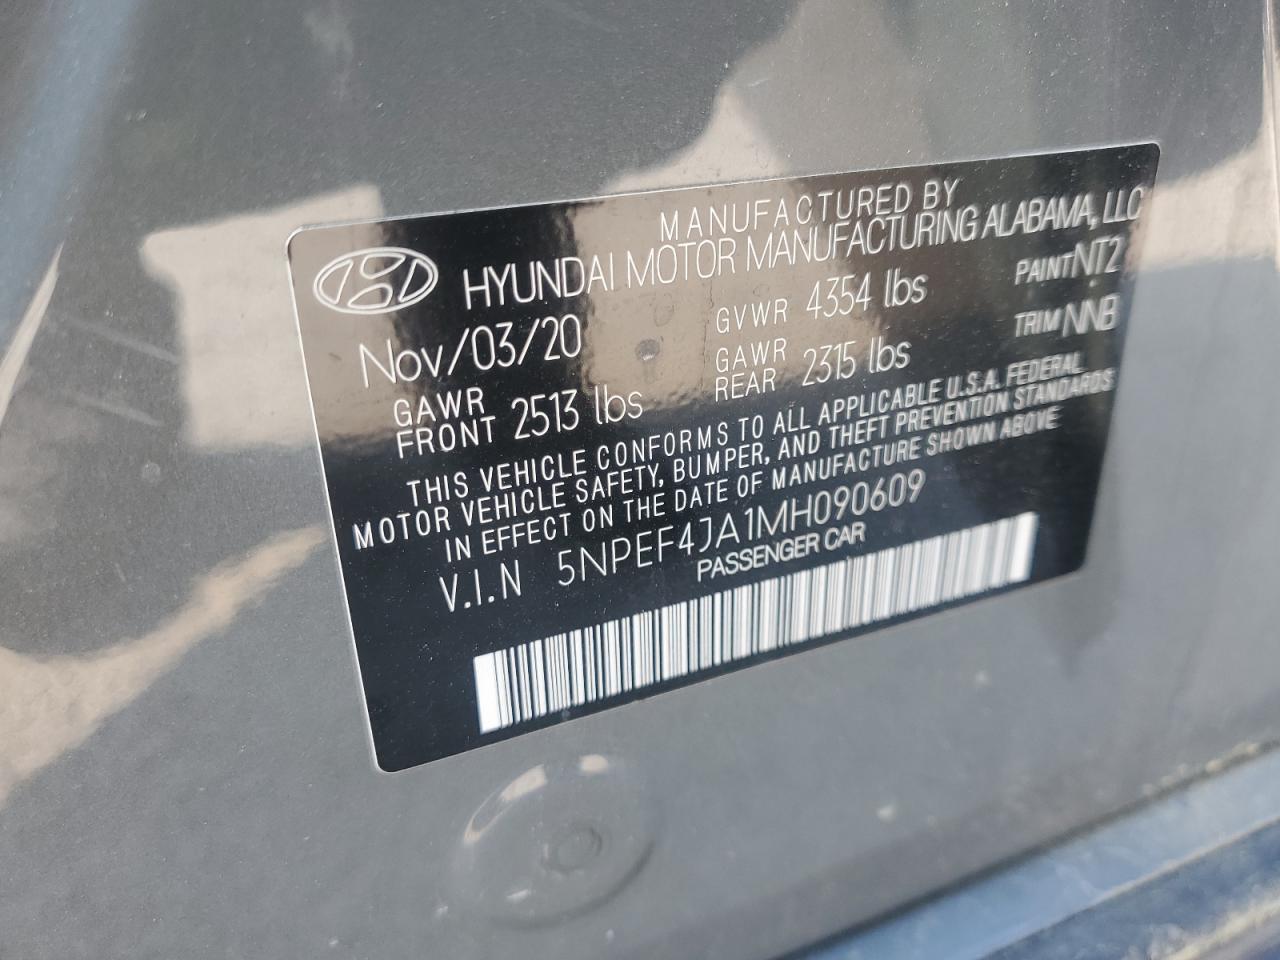 MANUFACTURED BY
HYUNDAI MOTOR MANUFACTURING ALABAMA, LLC
Nov/03/20 GVWR 4354 lbs PAINT NT2
GAWR FRONT 2513 lbs GAWR REAR 2315 lbs TRIM NNB
THIS VEHICLE CONFORMS TO ALL APPLICABLE U.S.A. FEDERAL
MOTOR VEHICLE SAFETY, BUMPER, AND THEFT PREVENTION STANDARDS
IN EFFECT ON THE DATE OF MANUFACTURE SHOWN ABOVE
V.I.N 5NPEF4JA1MH090609
PASSENGER CAR